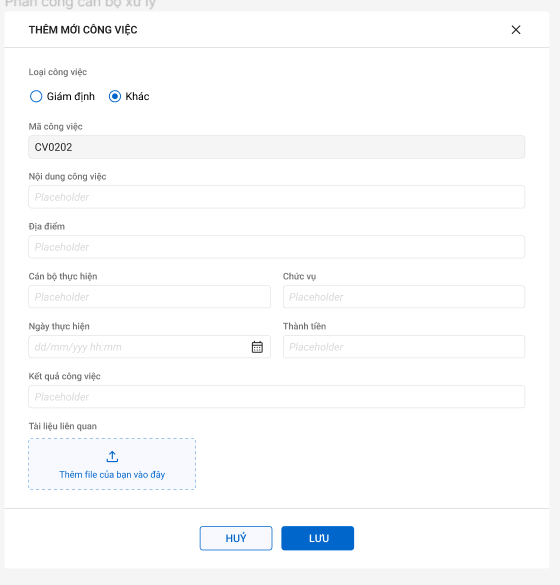 Phân công cán bộ xử lý
THÊM MỚI CÔNG VIỆC
Loại công việc
Giám định Khác
Mã công việc
CV0202
Nội dung công việc
Placeholder
Địa điểm
Placeholder
Cán bộ thực hiện Chức vụ
Placeholder Placeholder
Ngày thực hiện Thành tiền
dd/mm/yyy hh:mm Placeholder
Kết quả công việc
Placeholder
Tài liệu liên quan
Thêm file của bạn vào đây
HUỶ LƯU